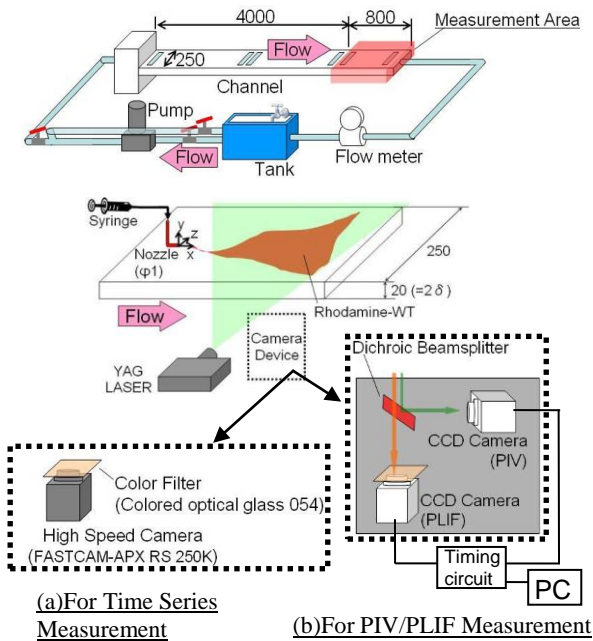 4000
800
Measurement Area
Flow
250
Channel
Pump
Flow
Tank
Flow meter
Syringe
y
z
x
Nozzle
(φ1)
250
20 (=2δ)
Rhodamine-WT
Flow
YAG
LASER
Camera
Device
Dichroic Beamsplitter
CCD Camera
(PIV)
CCD Camera
(PLIF)
Color Filter
(Colored optical glass 054)
High Speed Camera
(FASTCAM-APX RS 250K)
Timing
circuit
PC
(a)For Time Series
Measurement
(b)For PIV/PLIF Measurement